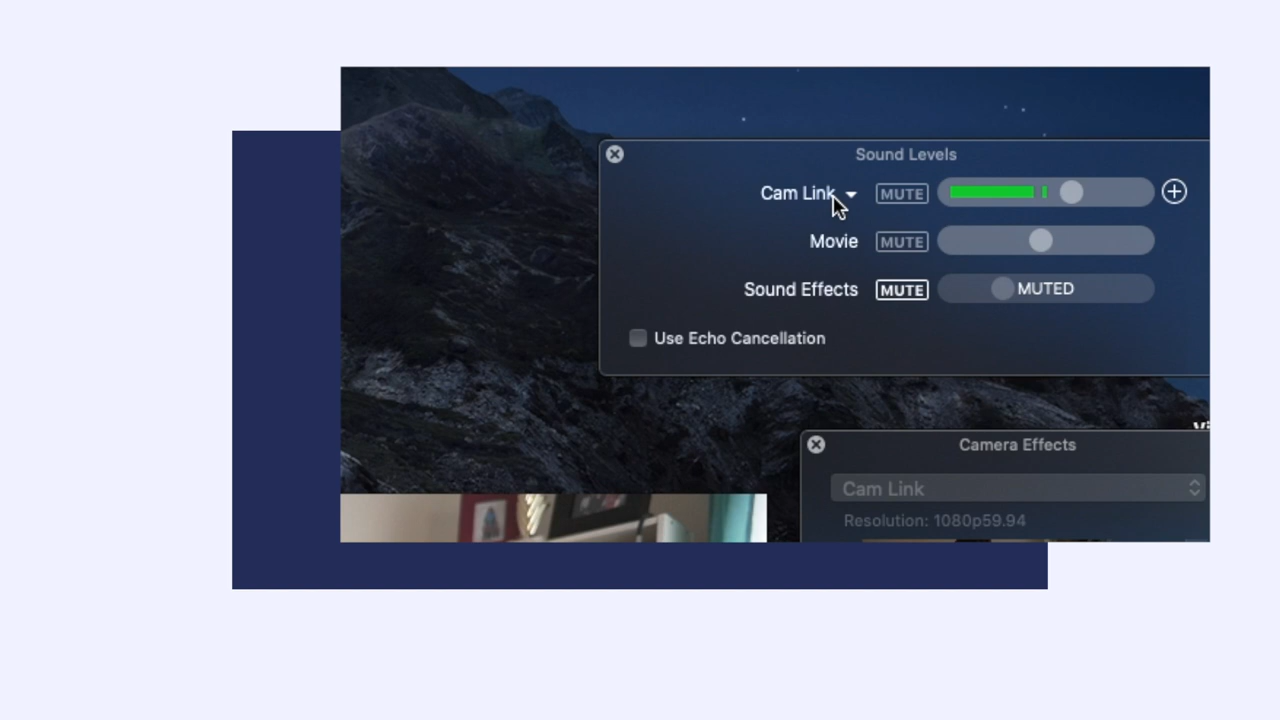 Sound Levels
Cam Link MUTE
Movie MUTE
Sound Effects MUTE MUTED
Use Echo Cancellation
Camera Effects
Cam Link
Resolution: 1080p59.94